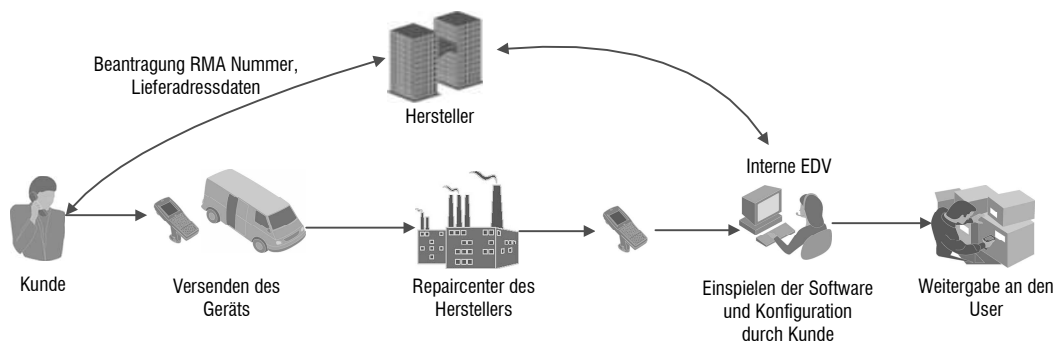 Beantragung RMA Nummer,
Lieferadressdaten
Hersteller
Interne EDV
Kunde
Versenden des
Geräts
Repaircenter des
Herstellers
Einspielen der Software
und Konfiguration
durch Kunde
Weitergabe an den
User